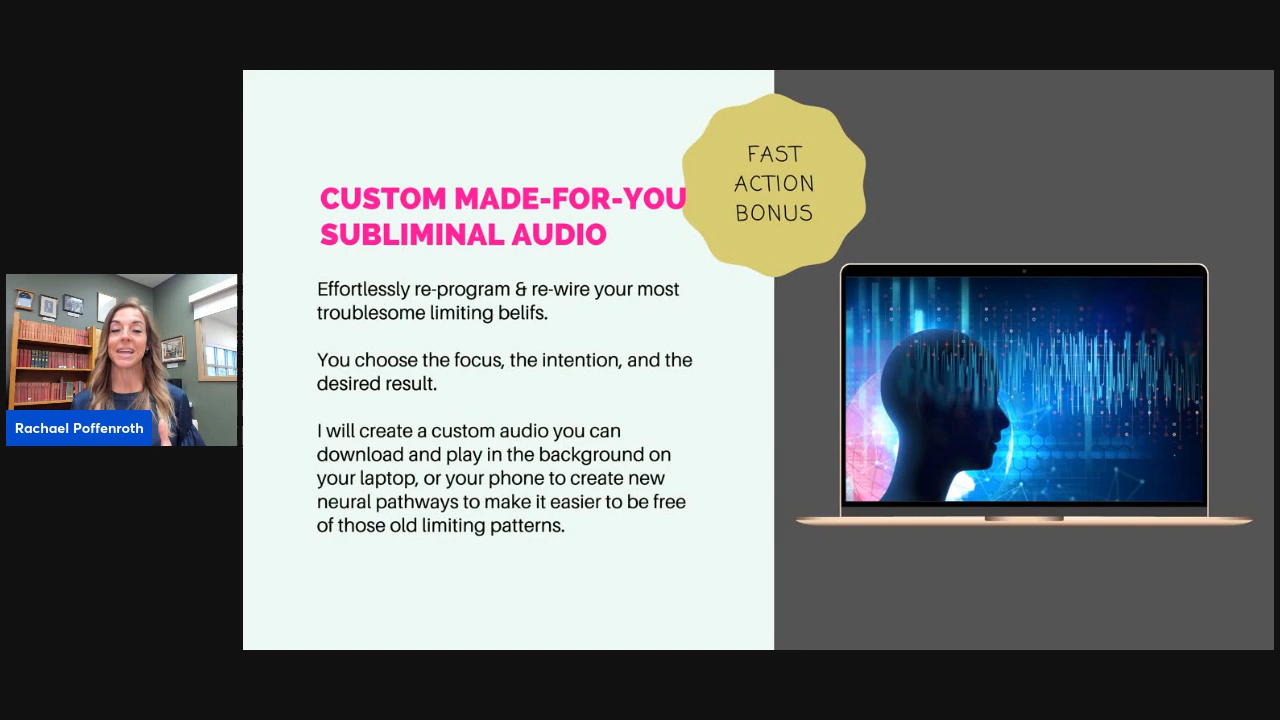 FAST
ACTION
BONUS
CUSTOM MADE-FOR-YOU
SUBLIMINAL AUDIO
Effortlessly re-program & re-wire your most
troublesome limiting belifs.
You choose the focus, the intention, and the
desired result.
I will create a custom audio you can
download and play in the background on
your laptop, or your phone to create new
neural pathways to make it easier to be free
of those old limiting patterns.
Rachael Poffenroth